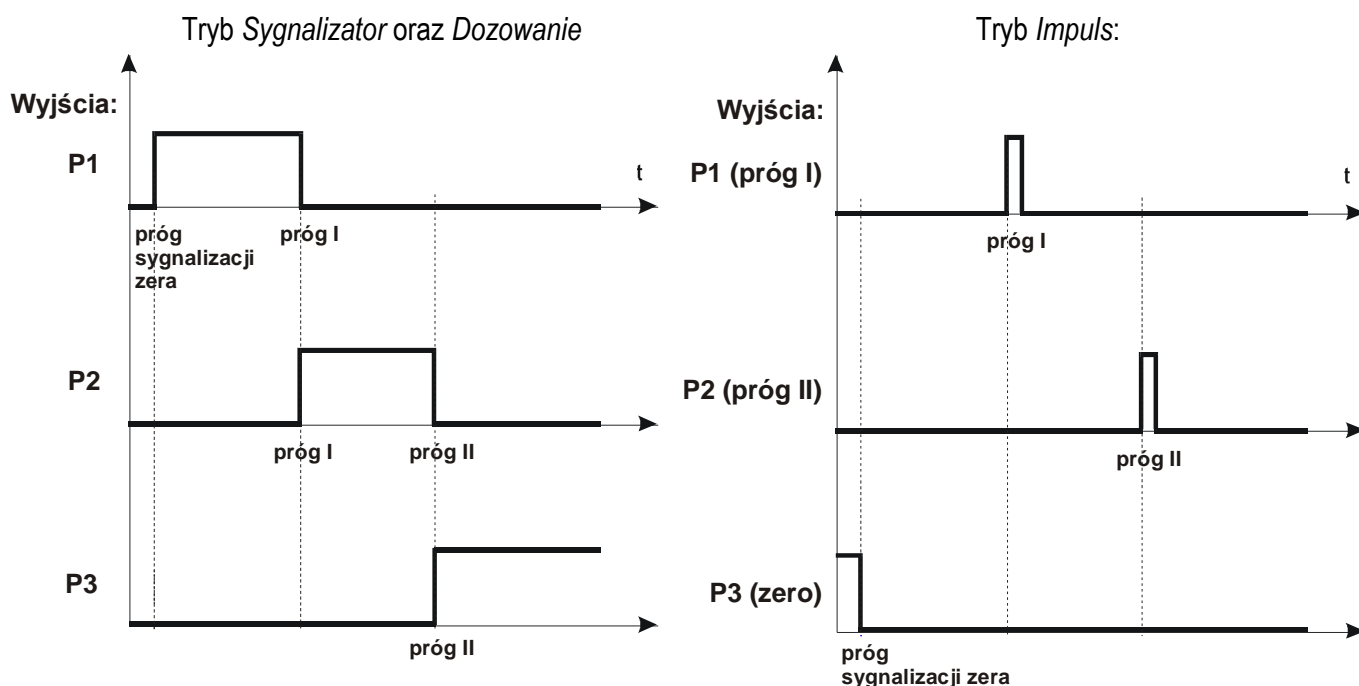 Tryb Sygnalizator oraz Dozowanie
Wyjścia:
P1
t
próg
sygnalizacji
zera
próg I
P2
próg I
próg II
P3
próg II
Tryb Impuls:
Wyjścia:
P1 (próg I)
t
próg I
P2 (próg II)
próg II
P3 (zero)
próg
sygnalizacji zera